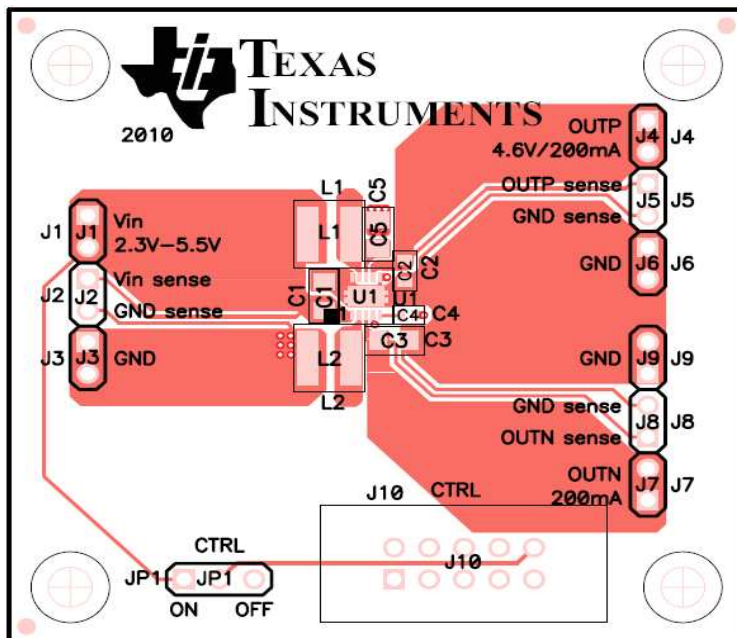 TEXAS
INSTRUMENTS
2010
OUTP
4.6V/200mA
J4 J4
OUTP sense
GND sense
J5 J5
GND
J6 J6
L1
L1
C5
C5
J1 J1
Vin
2.3V-5.5V
J2 J2
Vin sense
GND sense
J3 J3
GND
C1
C1
U1
U1
C2
C2
C4 C4
C3 C3
L2
L2
1
GND
J9 J9
GND sense
OUTN sense
J8 J8
OUTN
200mA
J7 J7
J10 CTRL
J10
CTRL
JP1 JP1
ON OFF